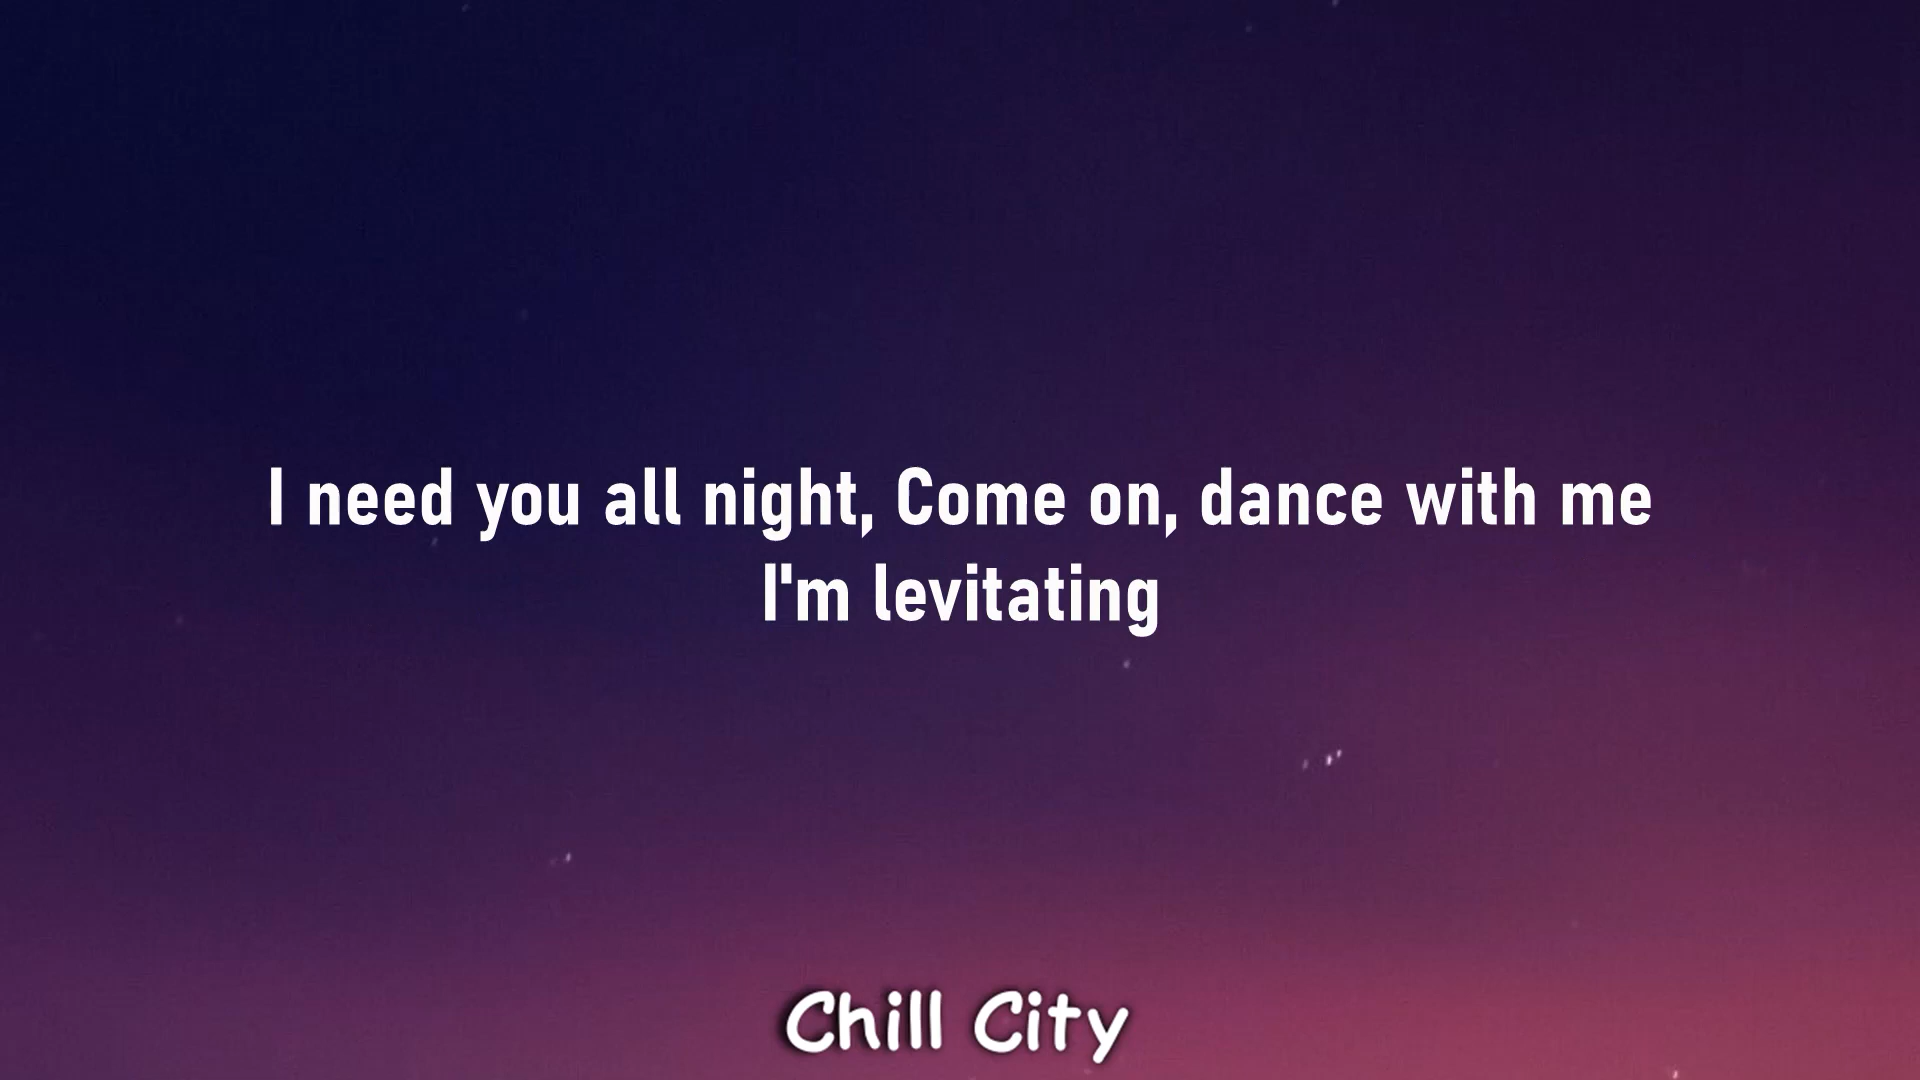 I need you all night, Come on, dance with me
I'm levitating
Chill City